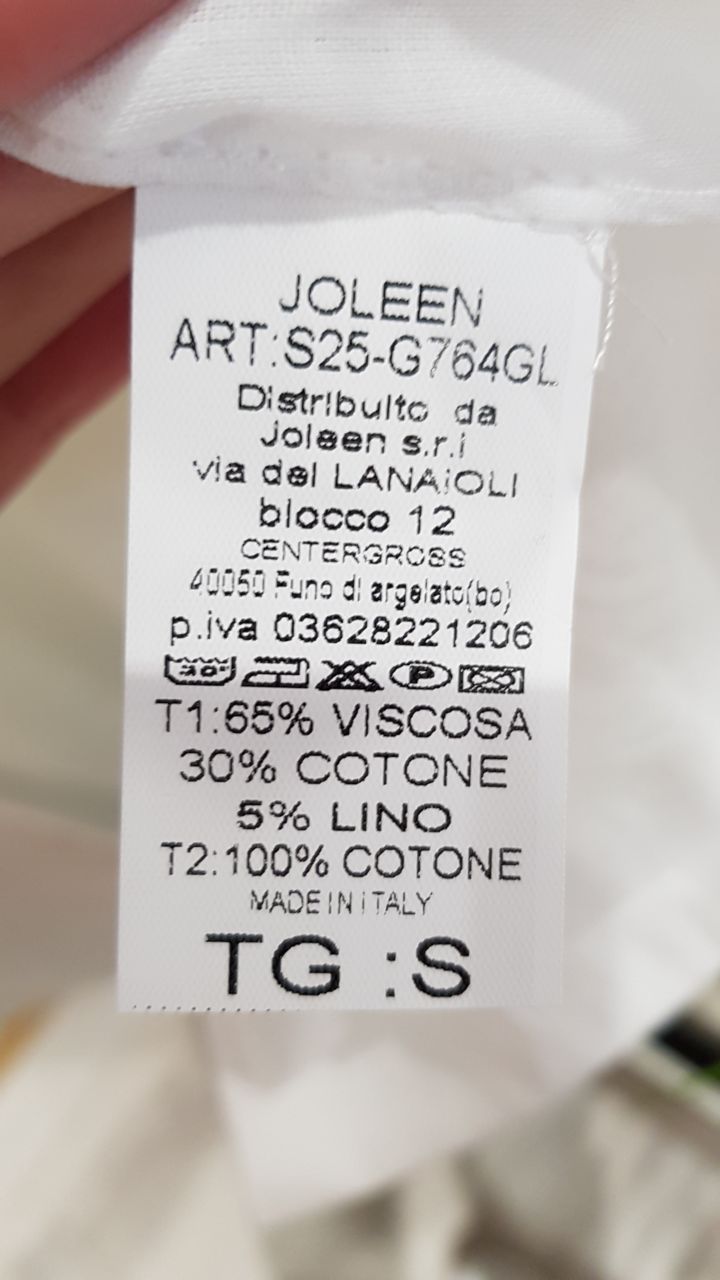 JOLEEN
ART:S25-G764GL
Distribuito da
Joleen s.r.i
via dei LANAiOLI
blocco 12
CENTERGROSS
40050 Funo di argelato(bo)
p.iva 03628221206
30° P
T1:65% VISCOSA
30% COTONE
5% LINO
T2:100% COTONE
MADE IN ITALY
TG :S